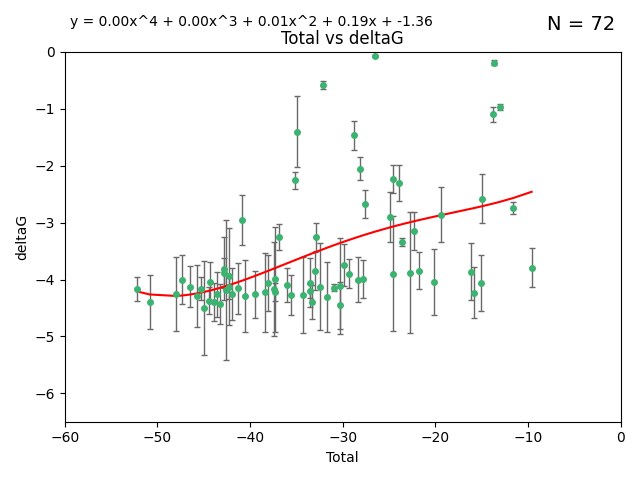 y = 0.00x^4 + 0.00x^3 + 0.01x^2 + 0.19x + -1.36
N = 72
Total vs deltaG
0
−1
−2
−3
−4
−5
−6
deltaG
−60 −50 −40 −30 −20 −10 0
Total